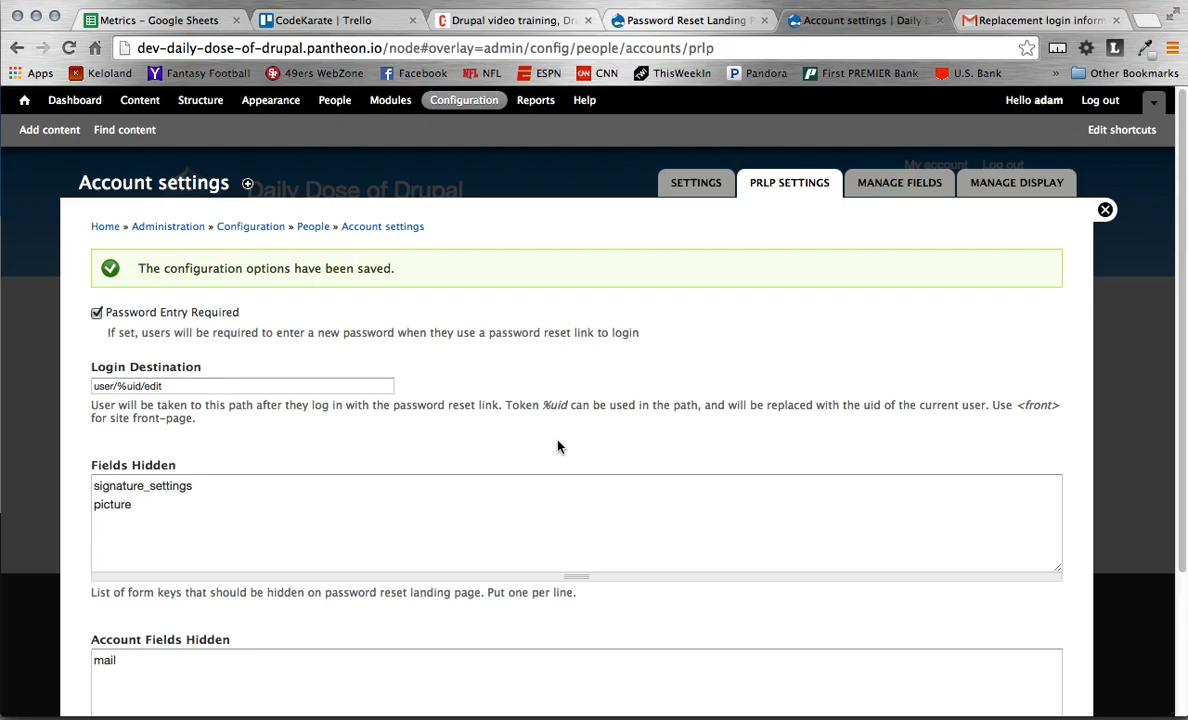 Metrics – Google Sheets
CodeKarate | Trello
Drupal video training, Dr
Password Reset Landing P
Account settings | Daily D
Replacement login inform
dev-daily-dose-of-drupal.pantheon.io/node#overlay=admin/config/people/accounts/prlp
Apps
Keloland
Fantasy Football
49ers WebZone
Facebook
NFL
ESPN
CNN
ThisWeekIn
Pandora
First PREMIER Bank
U.S. Bank
»
Other Bookmarks
Dashboard
Content
Structure
Appearance
People
Modules
Configuration
Reports
Help
Hello adam
Log out
Add content
Find content
Edit shortcuts
My account
Log out
Daily Dose of Drupal
Account settings
SETTINGS
PRLP SETTINGS
MANAGE FIELDS
MANAGE DISPLAY
Home » Administration » Configuration » People » Account settings
The configuration options have been saved.
Password Entry Required
If set, users will be required to enter a new password when they use a password reset link to login
Login Destination
user/%uid/edit
User will be taken to this path after they log in with the password reset link. Token %uid can be used in the path, and will be replaced with the uid of the current user. Use <front>
for site front-page.
Fields Hidden
signature_settings
picture
List of form keys that should be hidden on password reset landing page. Put one per line.
Account Fields Hidden
mail